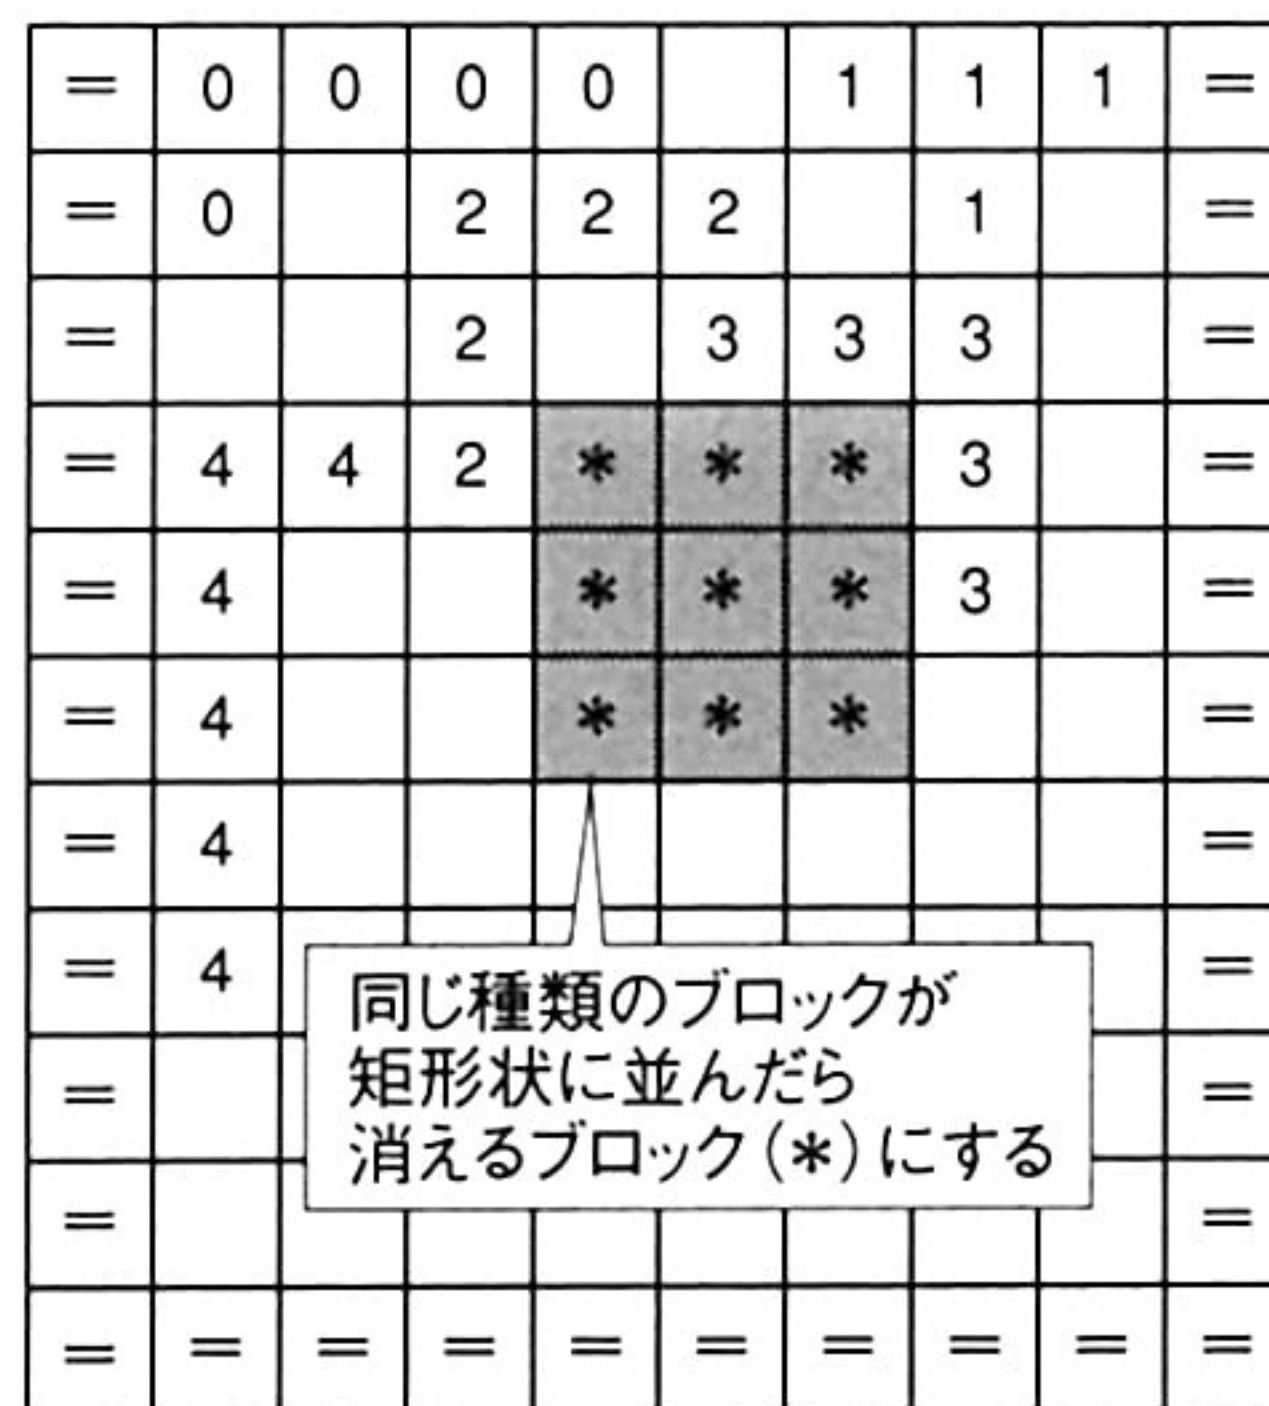 = 0 0 0 0 1 1 1 =
= 0 2 2 2 1 =
= 2 3 3 3 =
= 4 4 2 * * * 3 =
= 4 * * * 3 =
= 4 * * * =
= 4 =
= 4 =
同じ種類のブロックが
矩形状に並んだら
消えるブロック(*)にする
= =
= =
= = = = = = = = = =